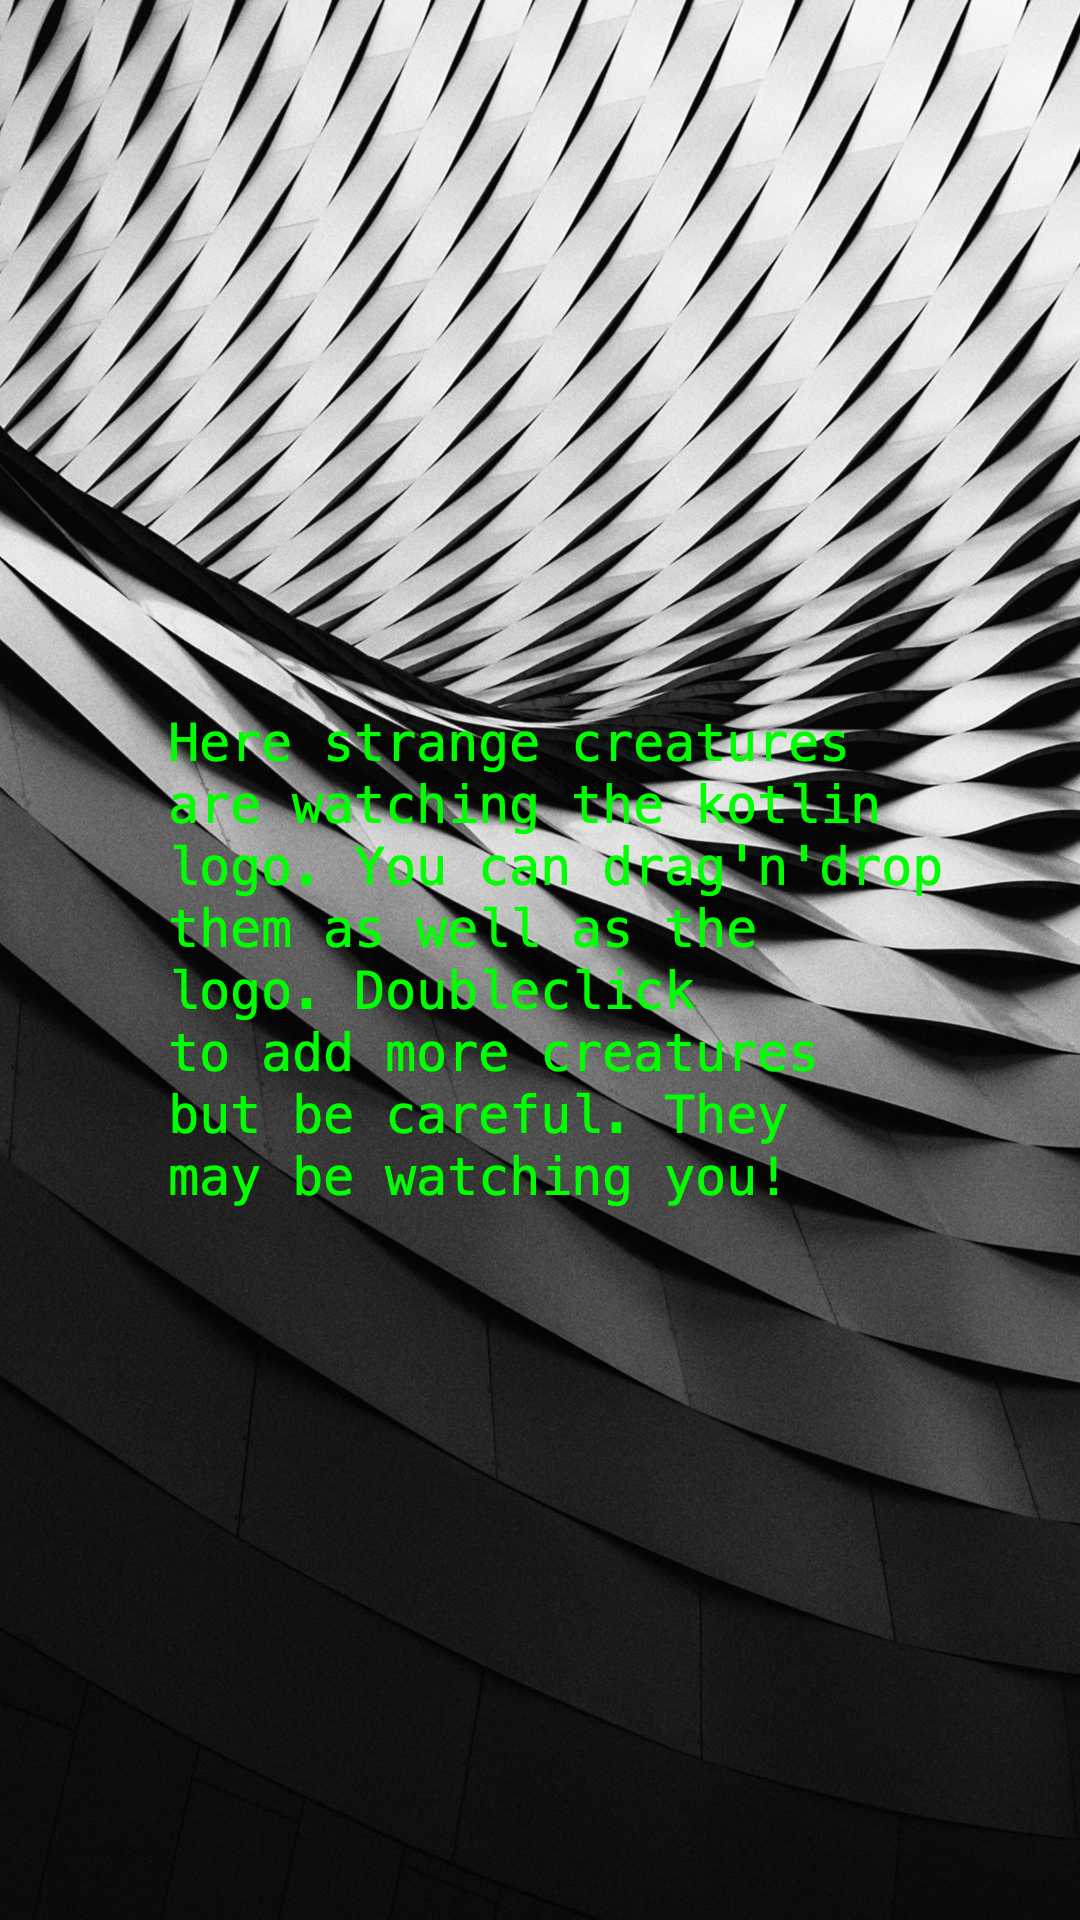 Here strange creatures
are watching the kotlin
logo. You can drag'n'drop
them as well as the
logo. Doubleclick
to add more creatures
but be careful. They
may be watching you!